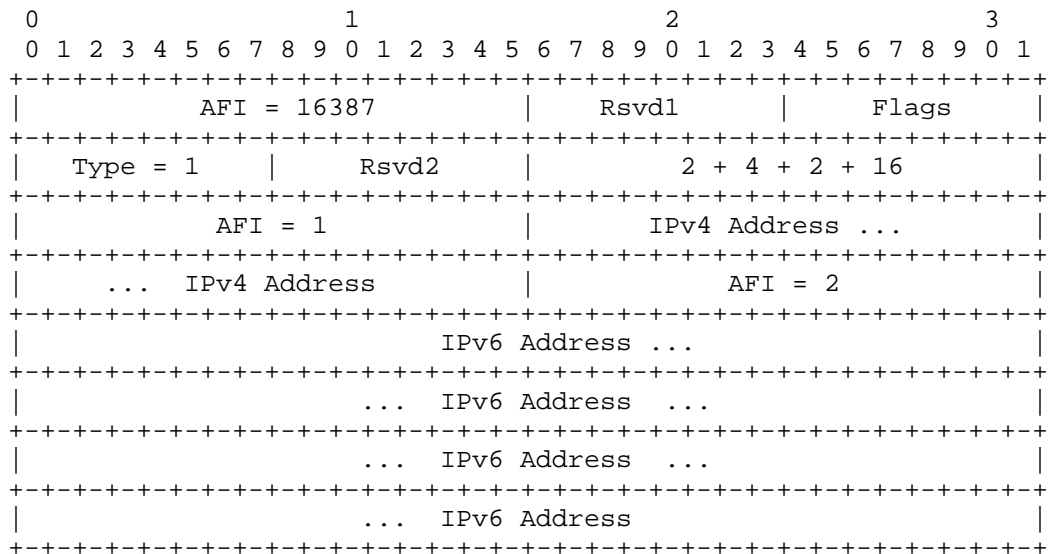 0                   1                   2                   3
 0 1 2 3 4 5 6 7 8 9 0 1 2 3 4 5 6 7 8 9 0 1 2 3 4 5 6 7 8 9 0 1
+-+-+-+-+-+-+-+-+-+-+-+-+-+-+-+-+-+-+-+-+-+-+-+-+-+-+-+-+-+-+-+-+
|           AFI = 16387         |    Rsvd1      |     Flags     |
+-+-+-+-+-+-+-+-+-+-+-+-+-+-+-+-+-+-+-+-+-+-+-+-+-+-+-+-+-+-+-+-+
|   Type = 1    |     Rsvd2     |         2 + 4 + 2 + 16        |
+-+-+-+-+-+-+-+-+-+-+-+-+-+-+-+-+-+-+-+-+-+-+-+-+-+-+-+-+-+-+-+-+
|            AFI = 1            |       IPv4 Address ...        |
+-+-+-+-+-+-+-+-+-+-+-+-+-+-+-+-+-+-+-+-+-+-+-+-+-+-+-+-+-+-+-+-+
|     ...  IPv4 Address         |            AFI = 2            |
+-+-+-+-+-+-+-+-+-+-+-+-+-+-+-+-+-+-+-+-+-+-+-+-+-+-+-+-+-+-+-+-+
|                          IPv6 Address ...                     |
+-+-+-+-+-+-+-+-+-+-+-+-+-+-+-+-+-+-+-+-+-+-+-+-+-+-+-+-+-+-+-+-+
|                     ...  IPv6 Address  ...                    |
+-+-+-+-+-+-+-+-+-+-+-+-+-+-+-+-+-+-+-+-+-+-+-+-+-+-+-+-+-+-+-+-+
|                     ...  IPv6 Address  ...                    |
+-+-+-+-+-+-+-+-+-+-+-+-+-+-+-+-+-+-+-+-+-+-+-+-+-+-+-+-+-+-+-+-+
|                     ...  IPv6 Address                         |
+-+-+-+-+-+-+-+-+-+-+-+-+-+-+-+-+-+-+-+-+-+-+-+-+-+-+-+-+-+-+-+-+